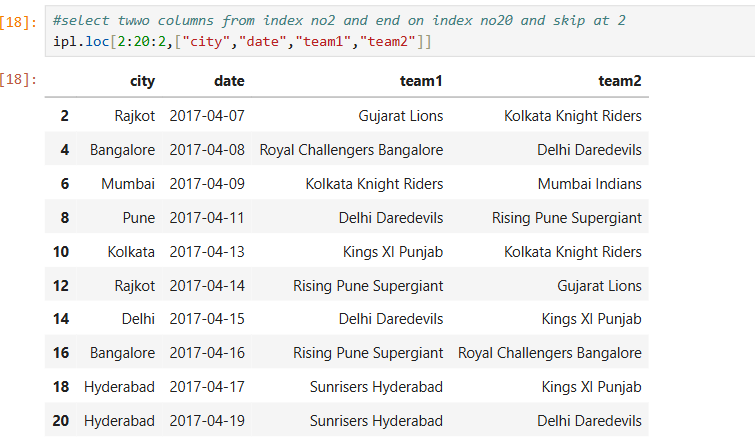 [18]: #select twwo columns from index no2 and end on index no20 and skip at 2
ipl.loc[2:20:2,["city","date","team1","team2"]]
[18]: city date team1 team2
2 Rajkot 2017-04-07 Gujarat Lions Kolkata Knight Riders
4 Bangalore 2017-04-08 Royal Challengers Bangalore Delhi Daredevils
6 Mumbai 2017-04-09 Kolkata Knight Riders Mumbai Indians
8 Pune 2017-04-11 Delhi Daredevils Rising Pune Supergiant
10 Kolkata 2017-04-13 Kings XI Punjab Kolkata Knight Riders
12 Rajkot 2017-04-14 Rising Pune Supergiant Gujarat Lions
14 Delhi 2017-04-15 Delhi Daredevils Kings XI Punjab
16 Bangalore 2017-04-16 Rising Pune Supergiant Royal Challengers Bangalore
18 Hyderabad 2017-04-17 Sunrisers Hyderabad Kings XI Punjab
20 Hyderabad 2017-04-19 Sunrisers Hyderabad Delhi Daredevils